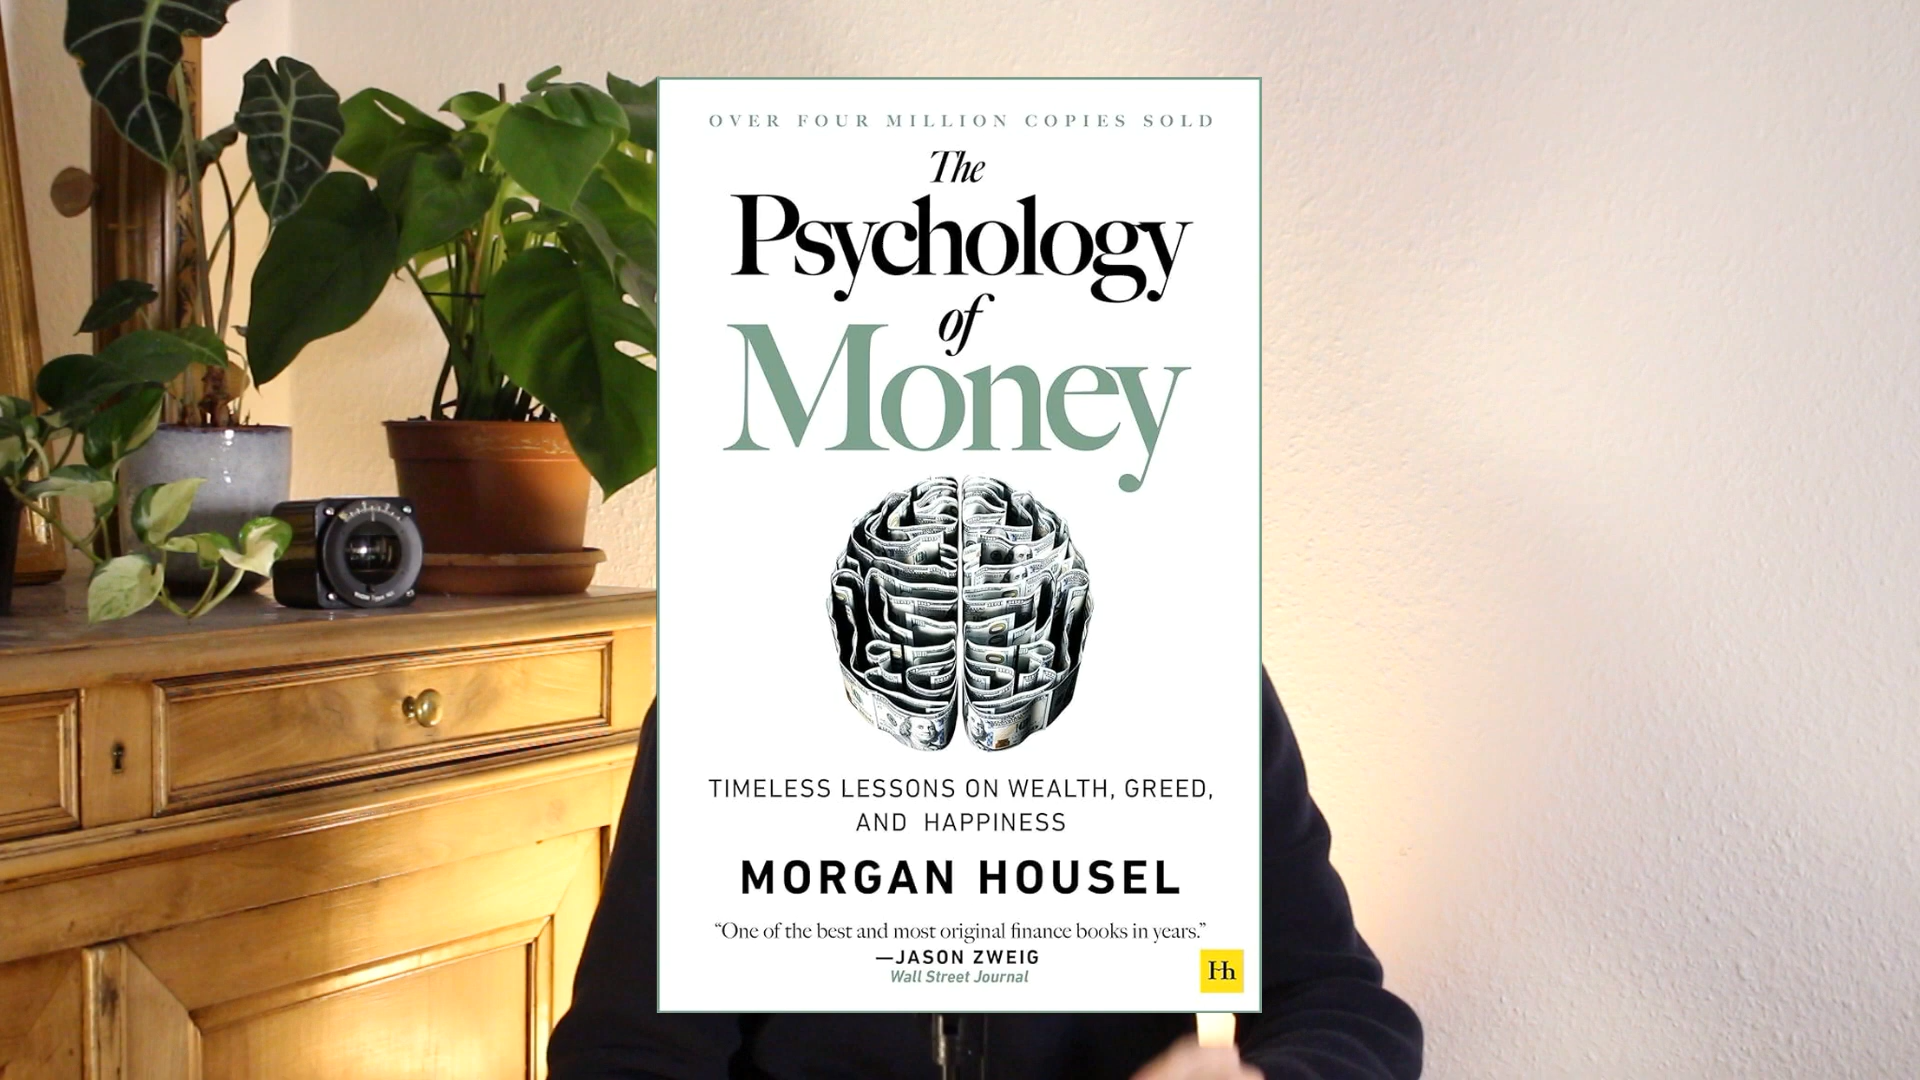 OVER FOUR MILLION COPIES SOLD
The
Psychology
of
Money
TIMELESS LESSONS ON WEALTH, GREED,
AND HAPPINESS
MORGAN HOUSEL
“One of the best and most original finance books in years.”
—JASON ZWEIG
Wall Street Journal
Hh